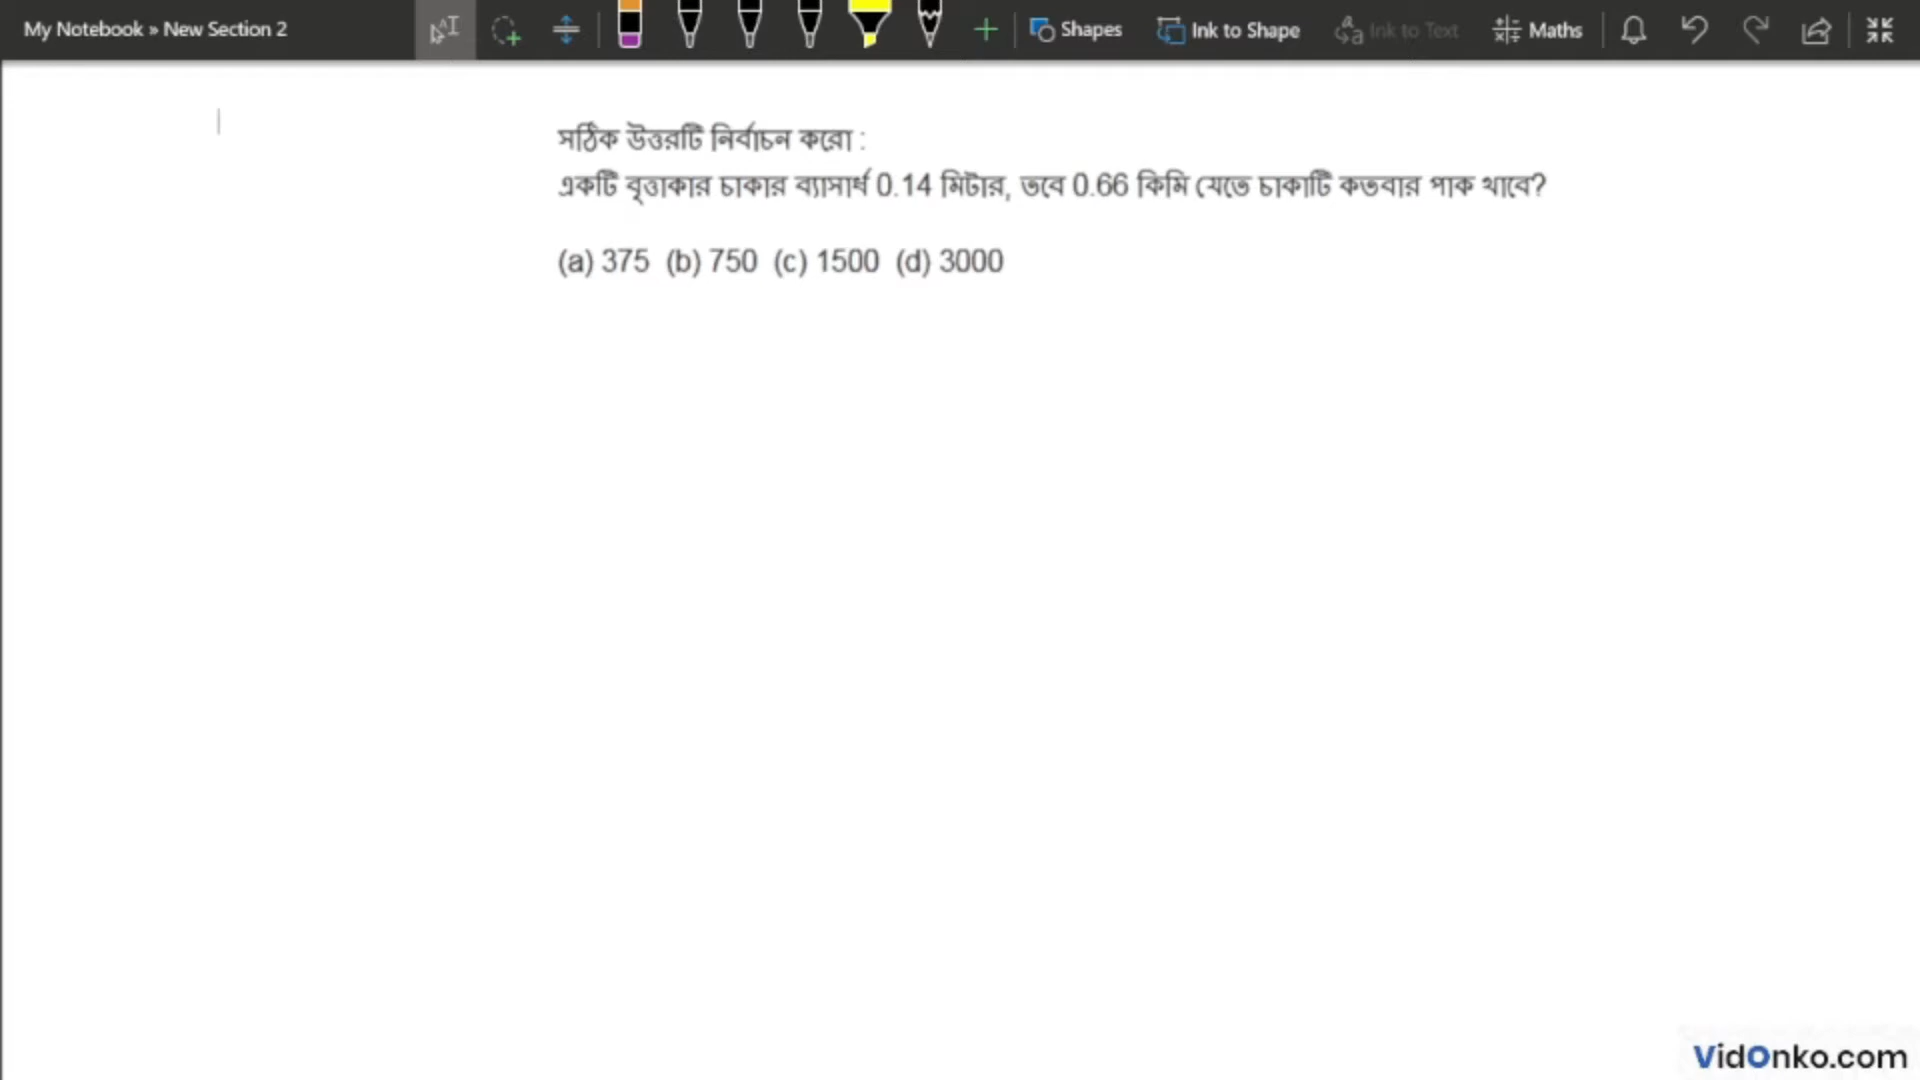 My Notebook » New Section 2
Shapes
Ink to Shape
Ink to Text
Maths
সঠিক উত্তরটি নির্বাচন করো :
একটি বৃত্তাকার চাকার ব্যাসার্ধ 0.14 মিটার, তবে 0.66 কিমি যেতে চাকাটি কতবার পাক খাবে?
(a) 375 (b) 750 (c) 1500 (d) 3000
VidOnko.com